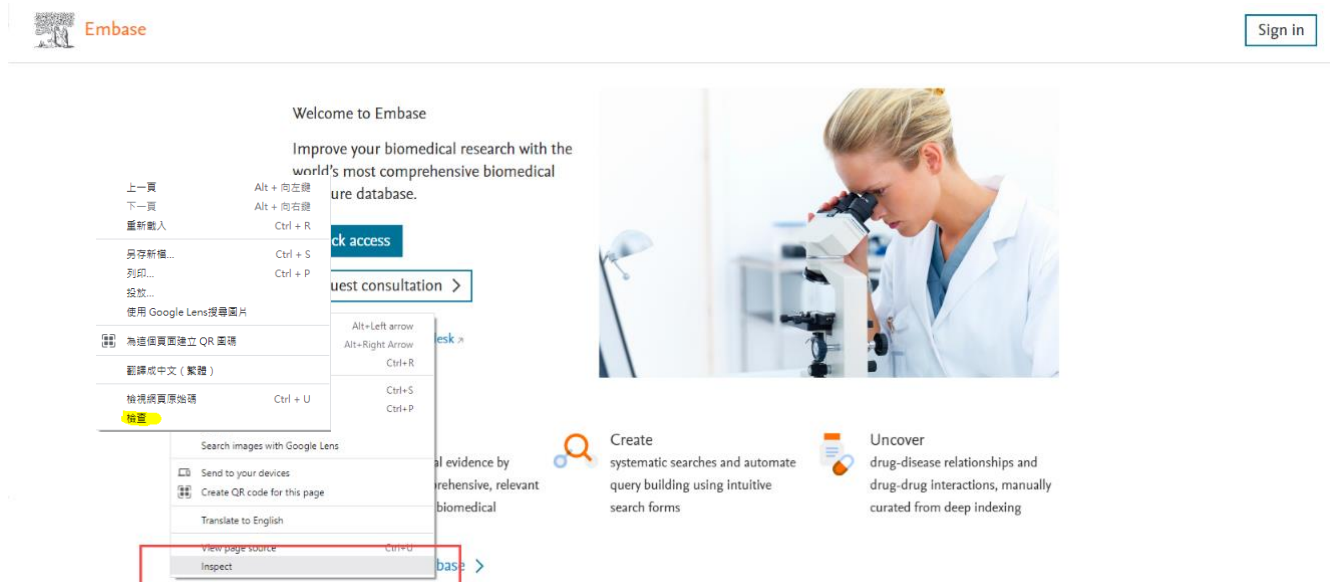 Embase
Sign in
Welcome to Embase
Improve your biomedical research with the
world's most comprehensive biomedical
ure database.
ck access
uest consultation
esk
上一頁 Alt + 向左鍵
下一頁 Alt + 向右鍵
重新載入 Ctrl + R
另存新檔... Ctrl + S
列印... Ctrl + P
投放...
使用 Google Lens搜尋圖片
為這個頁面建立 QR 圖碼
翻譯成中文（繁體）
檢視網頁原始碼 Ctrl + U
檢查
Alt+Left arrow
Alt+Right Arrow
Ctrl+R
Ctrl+S
Ctrl+P
Search images with Google Lens
Send to your devices
Create QR code for this page
Translate to English
View page source Ctrl+U
Inspect
al evidence by
rehensive, relevant
biomedical
base
Create
systematic searches and automate
query building using intuitive
search forms
Uncover
drug-disease relationships and
drug-drug interactions, manually
curated from deep indexing